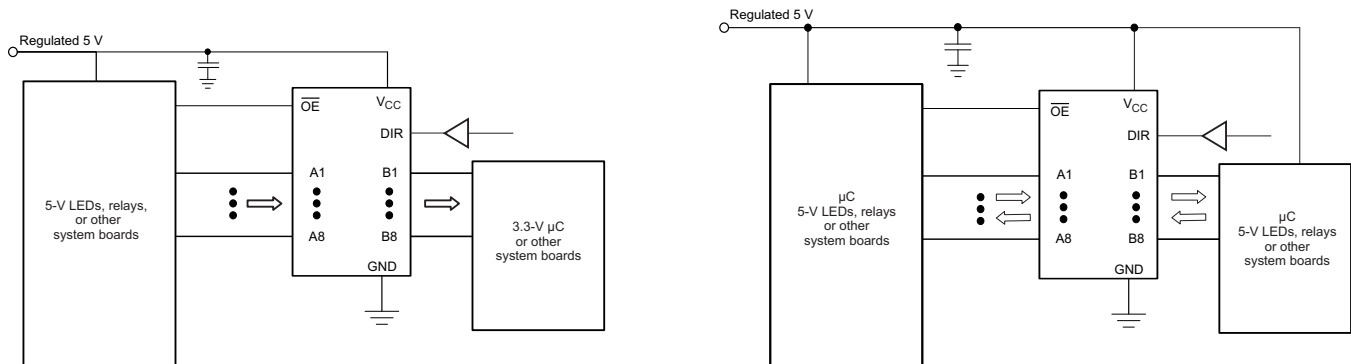 Regulated 5 V
OE
VCC
DIR
A1
B1
A8
B8
GND
5-V LEDs, relays,
or other
system boards
3.3-V µC
or other
system boards
Regulated 5 V
OE
VCC
DIR
A1
B1
A8
B8
GND
µC
5-V LEDs, relays
or other
system boards
µC
5-V LEDs, relays
or other
system boards